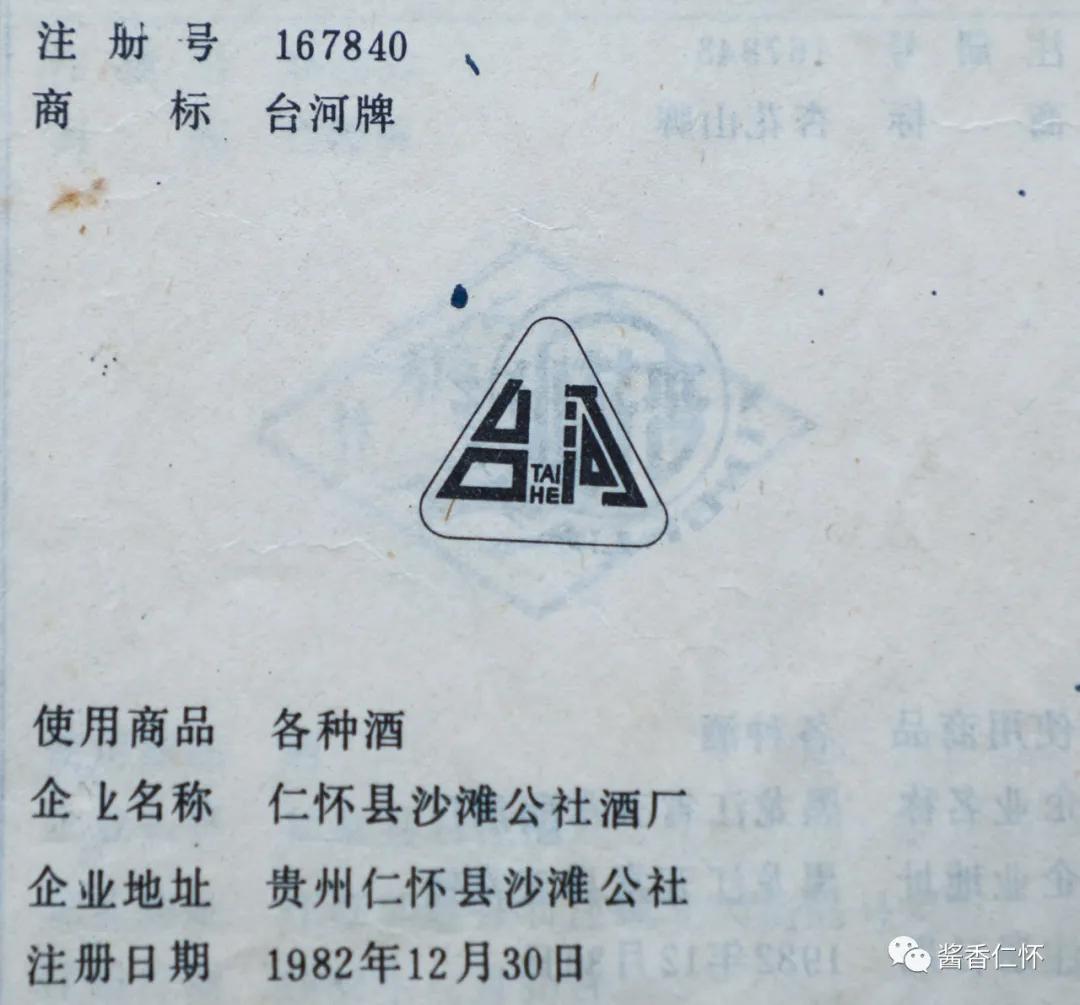 注册号 167840
商标 台河牌
台河
TAI
HE
使用商品 各种酒
企业名称 仁怀县沙滩公社酒厂
企业地址 贵州仁怀县沙滩公社
注册日期 1982年12月30日
酱香仁怀